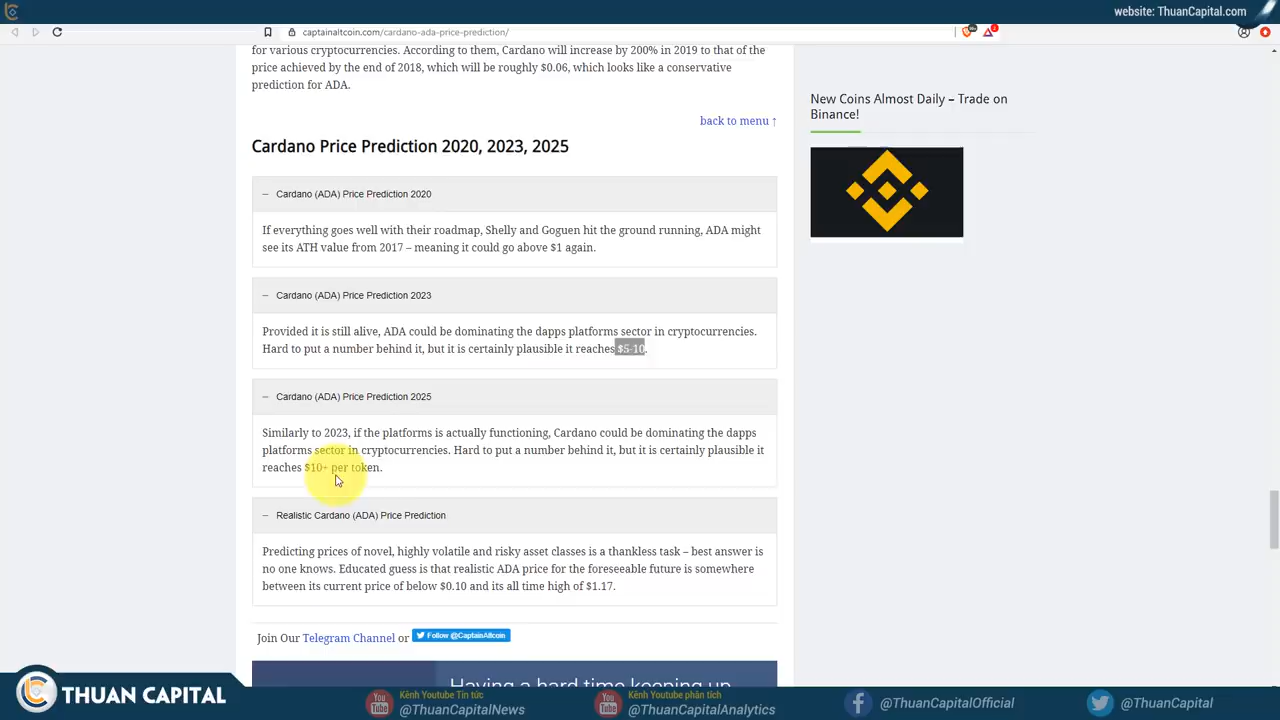 website: ThuanCapital.com
captainaltcoin.com/cardano-ada-price-prediction/
for various cryptocurrencies. According to them, Cardano will increase by 200% in 2019 to that of the
price achieved by the end of 2018, which will be roughly $0.06, which looks like a conservative
prediction for ADA.
back to menu ↑
New Coins Almost Daily – Trade on
Binance!
Cardano Price Prediction 2020, 2023, 2025
– Cardano (ADA) Price Prediction 2020
If everything goes well with their roadmap, Shelly and Goguen hit the ground running, ADA might
see its ATH value from 2017 – meaning it could go above $1 again.
– Cardano (ADA) Price Prediction 2023
Provided it is still alive, ADA could be dominating the dapps platforms sector in cryptocurrencies.
Hard to put a number behind it, but it is certainly plausible it reaches $5-10.
– Cardano (ADA) Price Prediction 2025
Similarly to 2023, if the platforms is actually functioning, Cardano could be dominating the dapps
platforms sector in cryptocurrencies. Hard to put a number behind it, but it is certainly plausible it
reaches $10+ per token.
– Realistic Cardano (ADA) Price Prediction
Predicting prices of novel, highly volatile and risky asset classes is a thankless task – best answer is
no one knows. Educated guess is that realistic ADA price for the foreseeable future is somewhere
between its current price of below $0.10 and its all time high of $1.17.
Join Our Telegram Channel or Follow @CaptainAltcoin
Having a hard time keeping up
THUAN CAPITAL
You Tube
Kênh Youtube Tin tức
@ThuanCapitalNews
You Tube
Kênh Youtube phân tích
@ThuanCapitalAnalytics
@ThuanCapitalOfficial
@ThuanCapital